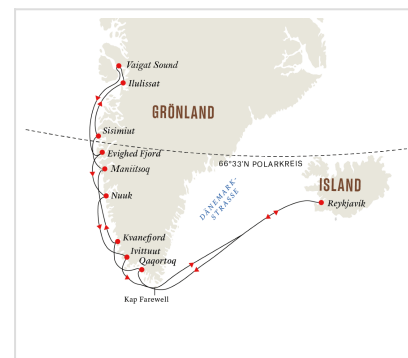 Vaigat Sound
Ilulissat
GRÖNLAND
Sisimiut
Evighed Fjord
66°33'N POLARKREIS
Maniitsoq
ISLAND
DÄNEMARK-
STRASSE
Nuuk
Reykjavík
Kvanefjord
Ivittuut
Qaqortoq
Kap Farewell